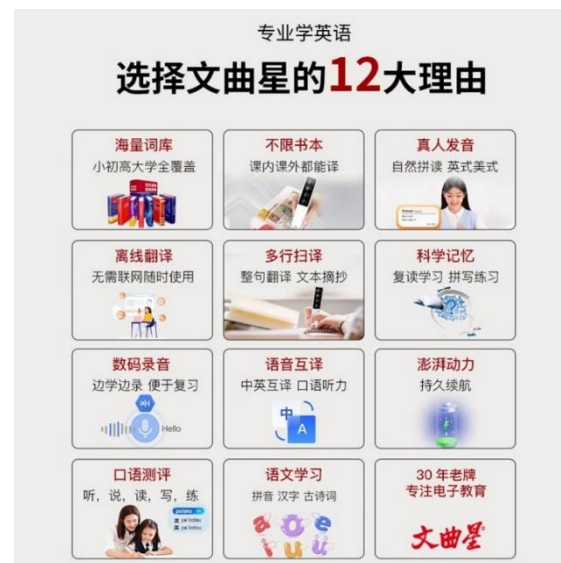 专业学英语
选择文曲星的12大理由
海量词库
小初高大学全覆盖
不限书本
课内课外都能译
真人发音
自然拼读 英式美式
离线翻译
无需联网随时使用
多行扫译
整句翻译 文本摘抄
科学记忆
复读学习 拼写练习
数码录音
边学边录 便于复习
Hello
语音互译
中英互译 口语听力
中
A
澎湃动力
持久续航
口语测评
听,说,读,写,练
语文学习
拼音 汉字 古诗词
a o e
i u ü
30 年老牌
专注电子教育
文曲星